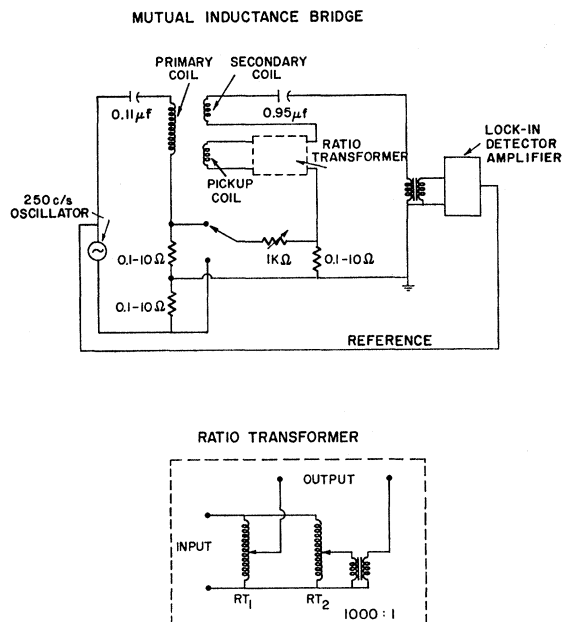 MUTUAL INDUCTANCE BRIDGE
PRIMARY
COIL
SECONDARY
COIL
0.11μf
0.95μf
RATIO
TRANSFORMER
LOCK-IN
DETECTOR
AMPLIFIER
PICKUP
COIL
250 c/s
OSCILLATOR
0.1-10Ω
1KΩ
0.1-10Ω
0.1-10Ω
REFERENCE
RATIO TRANSFORMER
OUTPUT
INPUT
RT1
RT2
1000:1